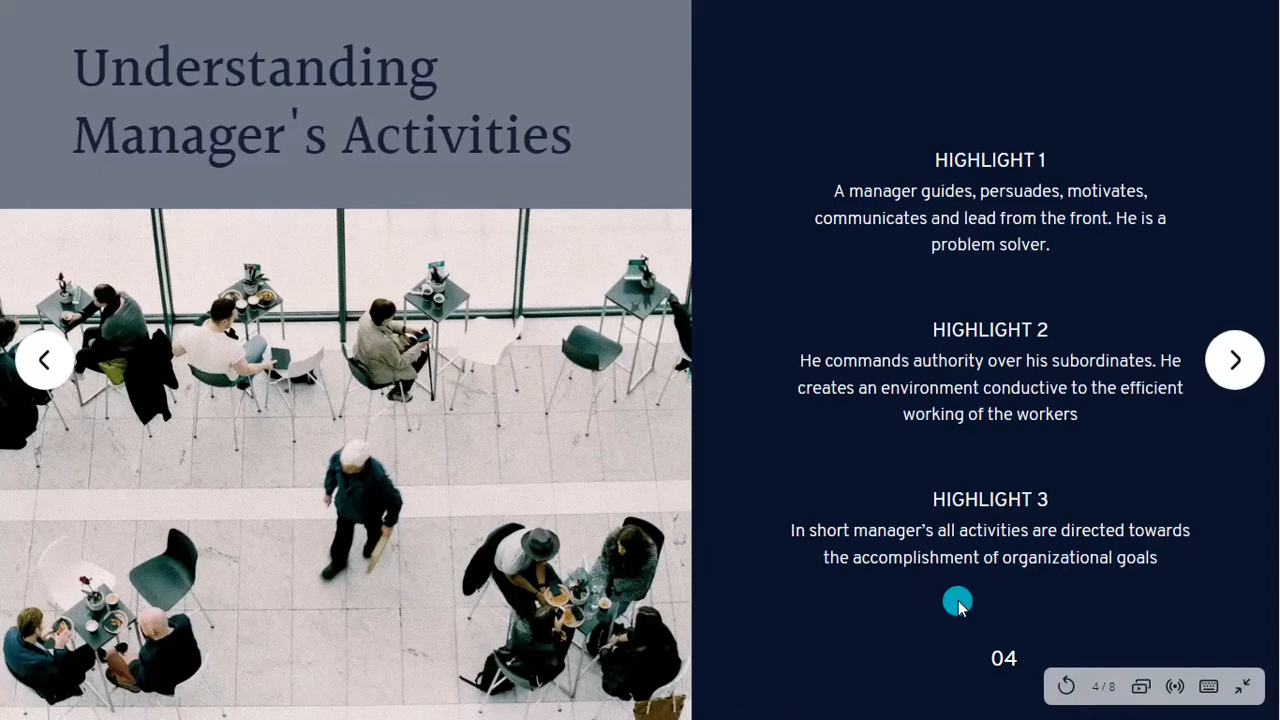 Understanding
Manager's Activities
HIGHLIGHT 1
A manager guides, persuades, motivates,
communicates and lead from the front. He is a
problem solver.
HIGHLIGHT 2
He commands authority over his subordinates. He
creates an environment conductive to the efficient
working of the workers
HIGHLIGHT 3
In short manager’s all activities are directed towards
the accomplishment of organizational goals
04
4 / 8